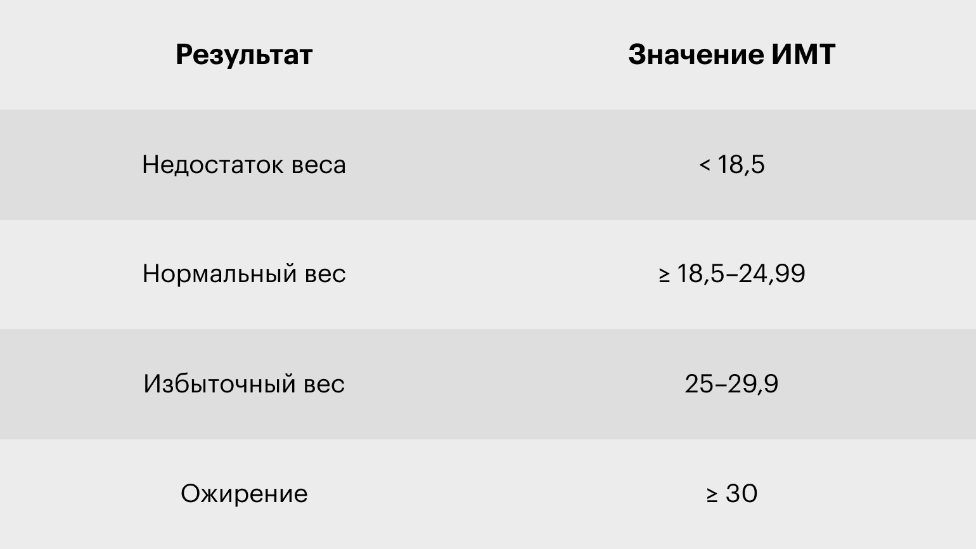 Результат Значение ИМТ
Недостаток веса < 18,5
Нормальный вес ≥ 18,5–24,99
Избыточный вес 25–29,9
Ожирение ≥ 30